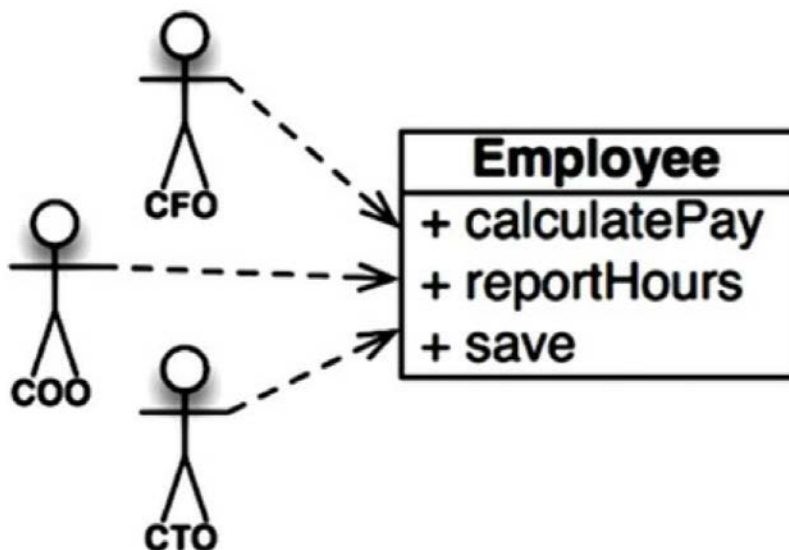 CFO
Employee
+ calculatePay
COO
+ reportHours
+ save
CTO